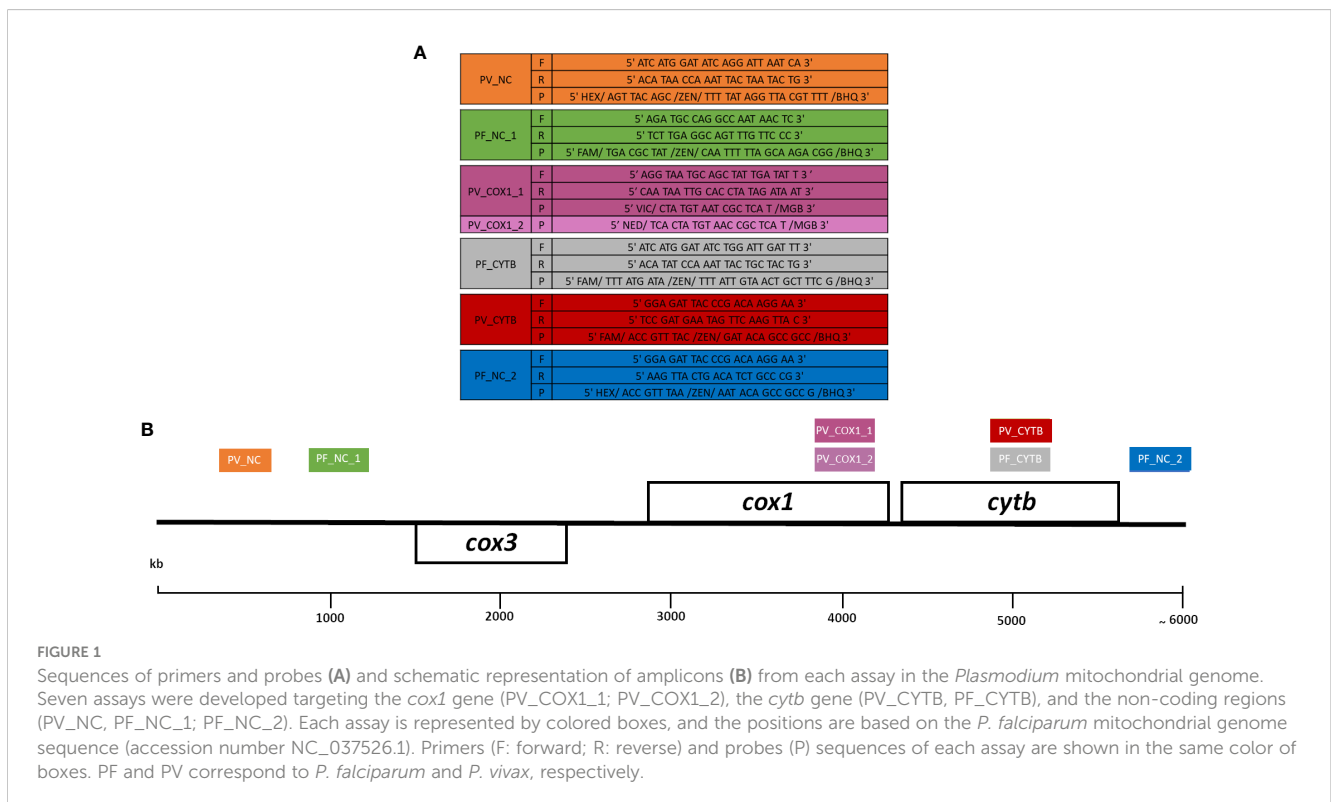 A
PV_NC F 5' ATC ATG GAT ATC AGG ATT AAT CA 3'
R 5' ACA TAA CCA AAT TAC TAA TAC TG 3'
P 5' HEX/ AGT TAC AGC /ZEN/ TTT TAT AGG TTA CGT TTT /BHQ 3'
PF_NC_1 F 5' AGA TGC CAG GCC AAT AAC TC 3'
R 5' TCT TGA GGC AGT TTG TTC CC 3'
P 5' FAM/ TGA CGC TAT /ZEN/ CAA TTT TTA GCA AGA CGG /BHQ 3'
PV_COX1_1 F 5' AGG TAA TGC AGC TAT TGA TAT T 3 '
R 5' CAA TAA TTG CAC CTA TAG ATA AT 3'
P 5' VIC/ CTA TGT AAT CGC TCA T /MGB 3'
PV_COX1_2 P 5' NED/ TCA CTA TGT AAC CGC TCA T /MGB 3'
PF_CYTB F 5' ATC ATG GAT ATC TGG ATT GAT TT 3'
R 5' ACA TAT CCA AAT TAC TGC TAC TG 3'
P 5' FAM/ TTT ATG ATA /ZEN/ TTT ATT GTA ACT GCT TTC G /BHQ 3'
PV_CYTB F 5' GGA GAT TAC CCG ACA AGG AA 3'
R 5' TCC GAT GAA TAG TTC AAG TTA C 3'
P 5' FAM/ ACC GTT TAC /ZEN/ GAT ACA GCC GCC /BHQ 3'
PF_NC_2 F 5' GGA GAT TAC CCG ACA AGG AA 3'
R 5' AAG TTA CTG ACA TCT GCC CG 3'
P 5' HEX/ ACC GTT TAA /ZEN/ AAT ACA GCC GCC G /BHQ 3'
B
PV_COX1_1 PV_CYTB
PV_NC PF_NC_1 PV_COX1_2 PF_CYTB PF_NC_2
cox1 cytb
cox3
kb
1000 2000 3000 4000 5000 ~ 6000
FIGURE 1
Sequences of primers and probes (A) and schematic representation of amplicons (B) from each assay in the Plasmodium mitochondrial genome.
Seven assays were developed targeting the cox1 gene (PV_COX1_1; PV_COX1_2), the cytb gene (PV_CYTB, PF_CYTB), and the non-coding regions
(PV_NC, PF_NC_1; PF_NC_2). Each assay is represented by colored boxes, and the positions are based on the P. falciparum mitochondrial genome
sequence (accession number NC_037526.1). Primers (F: forward; R: reverse) and probes (P) sequences of each assay are shown in the same color of
boxes. PF and PV correspond to P. falciparum and P. vivax, respectively.